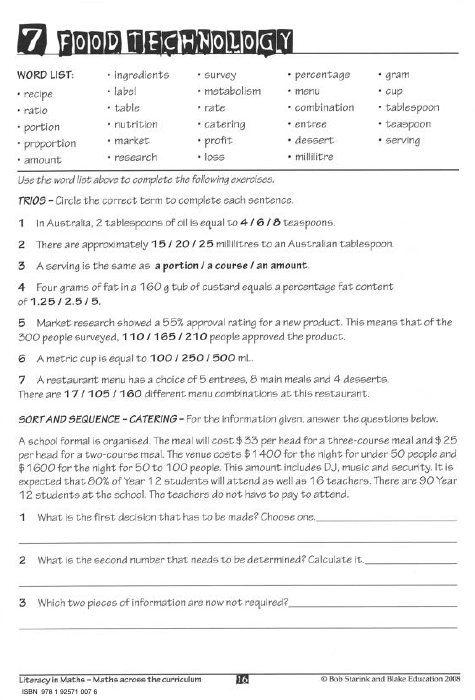 7 FOOD TECHNOLOGY
WORD LIST:
• recipe
• ratio
• portion
• proportion
• amount
• ingredients
• label
• table
• nutrition
• market
• research
• survey
• metabolism
• rate
• catering
• profit
• loss
• percentage
• menu
• combination
• entree
• dessert
• millilitre
• gram
• cup
• tablespoon
• teaspoon
• serving
Use the word list above to complete the following exercises.
TRIOS – Circle the correct term to complete each sentence.
1 In Australia, 2 tablespoons of oil is equal to 4 / 6 / 8 teaspoons.
2 There are approximately 15 / 20 / 25 millilitres to an Australian tablespoon.
3 A serving is the same as a portion / a course / an amount.
4 Four grams of fat in a 160 g tub of custard equals a percentage fat content
of 1.25 / 2.5 / 5.
5 Market research showed a 55% approval rating for a new product. This means that of the
300 people surveyed, 110 / 165 / 210 people approved the product.
6 A metric cup is equal to 100 / 250 / 500 mL.
7 A restaurant menu has a choice of 5 entrees, 8 main meals and 4 desserts.
There are 17 / 105 / 160 different menu combinations at this restaurant.
SORT AND SEQUENCE – CATERING – For the information given, answer the questions below.
A school formal is organised. The meal will cost $33 per head for a three-course meal and $25
per head for a two-course meal. The venue costs $1400 for the night for under 50 people and
$1600 for the night for 50 to 100 people. This amount includes DJ, music and security. It is
expected that 80% of Year 12 students will attend as well as 16 teachers. There are 90 Year
12 students at the school. The teachers do not have to pay to attend.
1 What is the first decision that has to be made? Choose one.
2 What is the second number that needs to be determined? Calculate it.
3 Which two pieces of information are now not required?
Literacy in Maths – Maths across the curriculum 16 © Bob Starink and Blake Education 2008
ISBN 978 1 92571 007 6